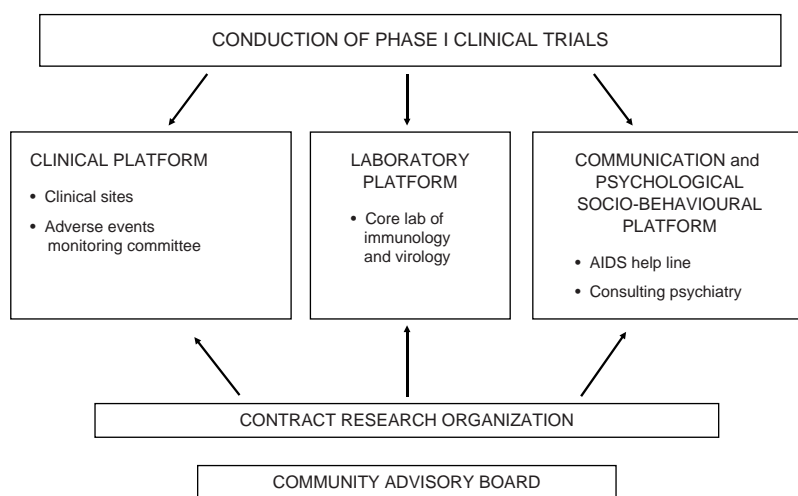 CONDUCTION OF PHASE I CLINICAL TRIALS
CLINICAL PLATFORM
• Clinical sites
• Adverse events
monitoring committee
LABORATORY
PLATFORM
• Core lab of
immunology
and virology
COMMUNICATION and
PSYCHOLOGICAL
SOCIO-BEHAVIOURAL
PLATFORM
• AIDS help line
• Consulting psychiatry
CONTRACT RESEARCH ORGANIZATION
COMMUNITY ADVISORY BOARD